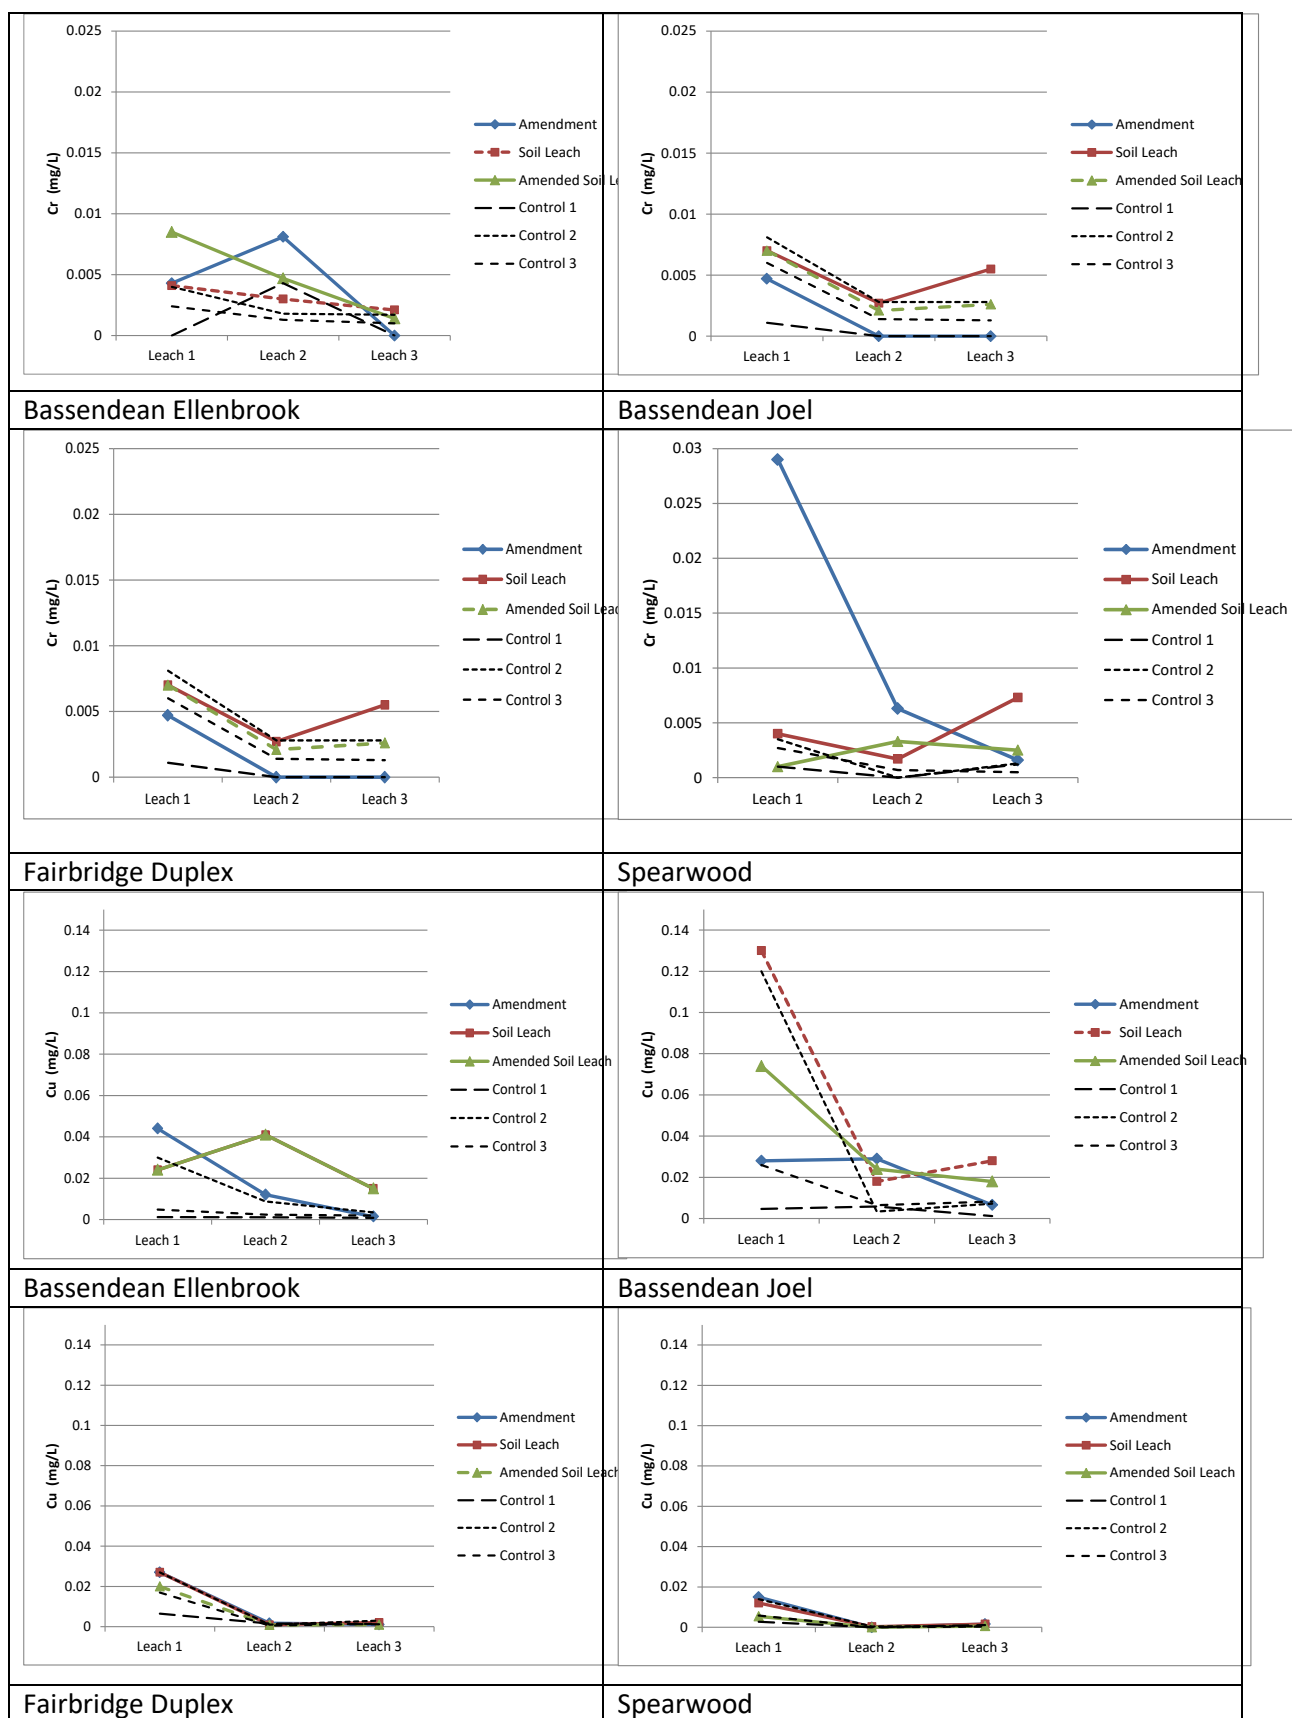 0.025
0.02
0.015
0.01
0.005
0
Cr (mg/L)
Leach 1 Leach 2 Leach 3
Amendment
Soil Leach
Amended Soil Le
Control 1
Control 2
Control 3
0.025
0.02
0.015
0.01
0.005
0
Cr (mg/L)
Leach 1 Leach 2 Leach 3
Amendment
Soil Leach
Amended Soil Leach
Control 1
Control 2
Control 3
Bassendean Ellenbrook
Bassendean Joel
0.025
0.02
0.015
0.01
0.005
0
Cr (mg/L)
Leach 1 Leach 2 Leach 3
Amendment
Soil Leach
Amended Soil Leach
Control 1
Control 2
Control 3
0.03
0.025
0.02
0.015
0.01
0.005
0
Cr (mg/L)
Leach 1 Leach 2 Leach 3
Amendment
Soil Leach
Amended Soil Leach
Control 1
Control 2
Control 3
Fairbridge Duplex
Spearwood
0.14
0.12
0.1
0.08
0.06
0.04
0.02
0
Cu (mg/L)
Leach 1 Leach 2 Leach 3
Amendment
Soil Leach
Amended Soil Leach
Control 1
Control 2
Control 3
0.14
0.12
0.1
0.08
0.06
0.04
0.02
0
Cu (mg/L)
Leach 1 Leach 2 Leach 3
Amendment
Soil Leach
Amended Soil Leach
Control 1
Control 2
Control 3
Bassendean Ellenbrook
Bassendean Joel
0.14
0.12
0.1
0.08
0.06
0.04
0.02
0
Cu (mg/L)
Leach 1 Leach 2 Leach 3
Amendment
Soil Leach
Amended Soil Leach
Control 1
Control 2
Control 3
0.14
0.12
0.1
0.08
0.06
0.04
0.02
0
Cu (mg/L)
Leach 1 Leach 2 Leach 3
Amendment
Soil Leach
Amended Soil Leach
Control 1
Control 2
Control 3
Fairbridge Duplex
Spearwood